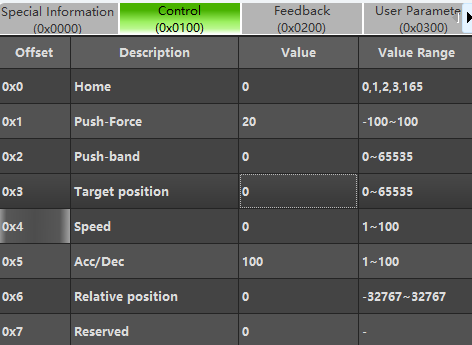 Special Information Control Feedback User Paramete
(0x0000) (0x0100) (0x0200) (0x0300)
Offset Description Value Value Range
0x0 Home 0 0,1,2,3,165
0x1 Push-Force 20 -100~100
0x2 Push-band 0 0~65535
0x3 Target position 0 0~65535
0x4 Speed 0 1~100
0x5 Acc/Dec 100 1~100
0x6 Relative position 0 -32767~32767
0x7 Reserved 0 -